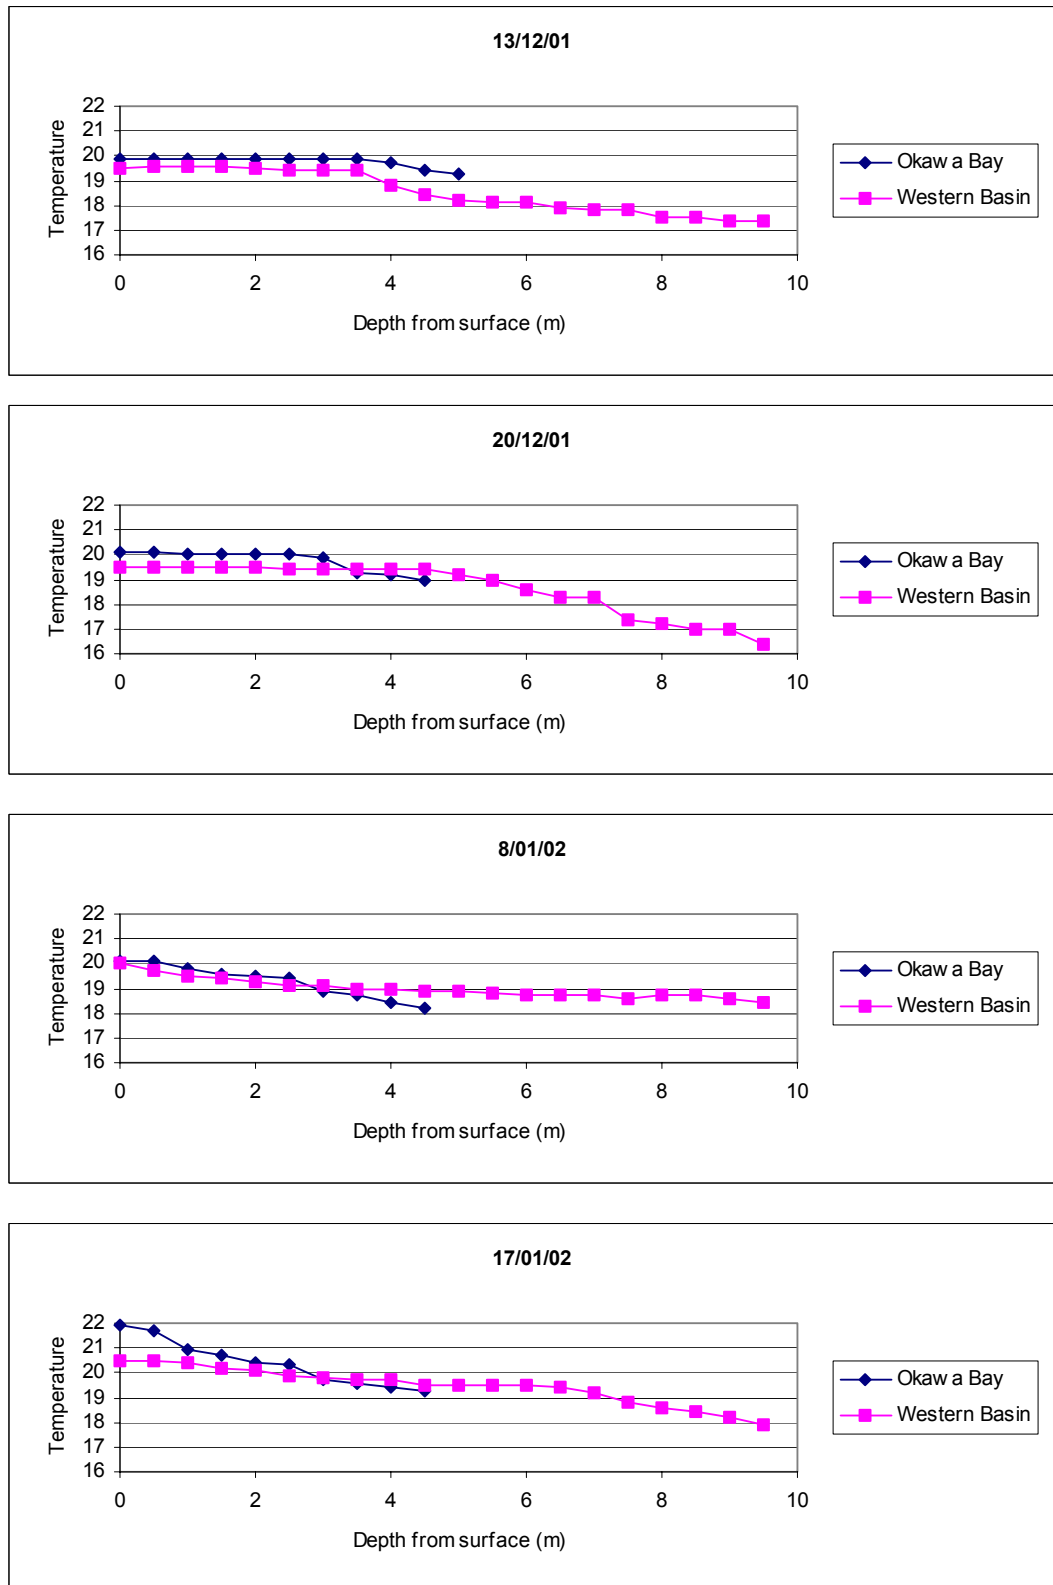 13/12/01
22
21
20
19
18
17
16
Temperature
0 2 4 6 8 10
Depth from surface (m)
Okawa Bay
Western Basin
20/12/01
22
21
20
19
18
17
16
Temperature
0 2 4 6 8 10
Depth from surface (m)
Okawa Bay
Western Basin
8/01/02
22
21
20
19
18
17
16
Temperature
0 2 4 6 8 10
Depth from surface (m)
Okawa Bay
Western Basin
17/01/02
22
21
20
19
18
17
16
Temperature
0 2 4 6 8 10
Depth from surface (m)
Okawa Bay
Western Basin